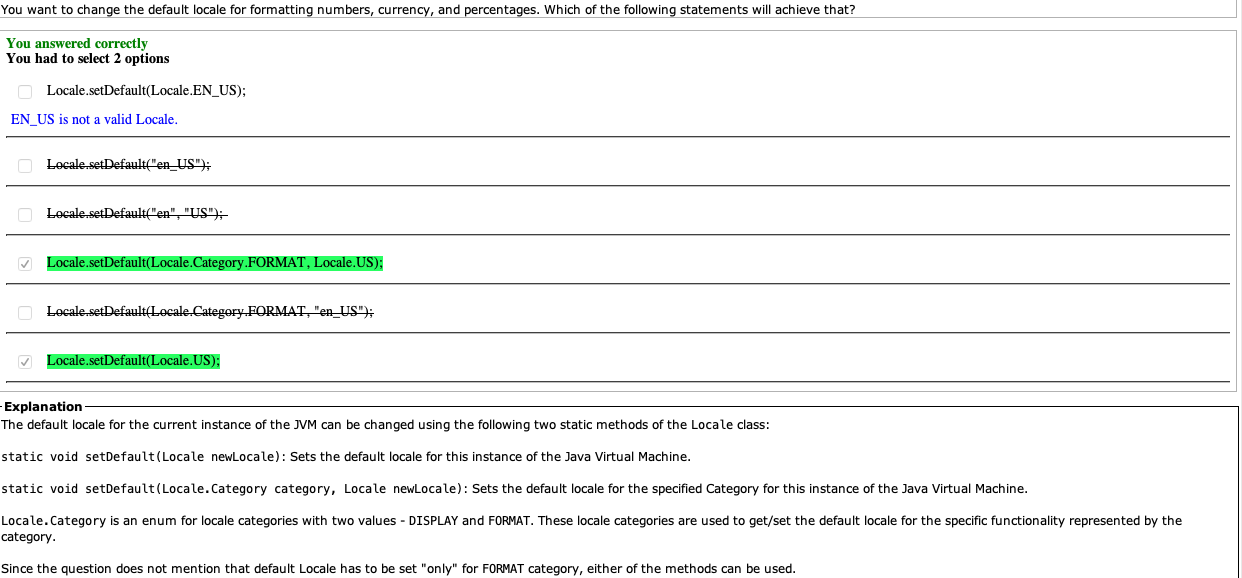 You want to change the default locale for formatting numbers, currency, and percentages. Which of the following statements will achieve that?
You answered correctly
You had to select 2 options
Locale.setDefault(Locale.EN_US);
EN_US is not a valid Locale.
Locale.setDefault("en_US");
Locale.setDefault("en", "US");
Locale.setDefault(Locale.Category.FORMAT, Locale.US);
Locale.setDefault(Locale.Category.FORMAT, "en_US");
Locale.setDefault(Locale.US);
Explanation
The default locale for the current instance of the JVM can be changed using the following two static methods of the Locale class:
static void setDefault(Locale newLocale): Sets the default locale for this instance of the Java Virtual Machine.
static void setDefault(Locale.Category category, Locale newLocale): Sets the default locale for the specified Category for this instance of the Java Virtual Machine.
Locale.Category is an enum for locale categories with two values - DISPLAY and FORMAT. These locale categories are used to get/set the default locale for the specific functionality represented by the
category.
Since the question does not mention that default Locale has to be set "only" for FORMAT category, either of the methods can be used.